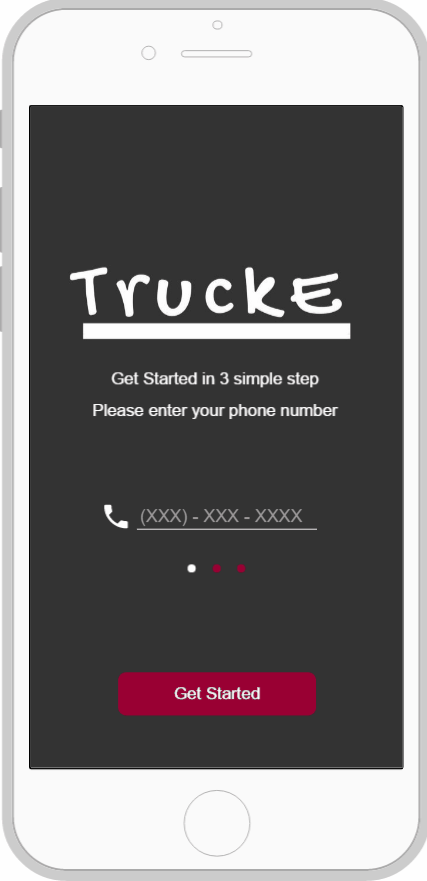 TruckE
Get Started in 3 simple step
Please enter your phone number
(XXX) - XXX - XXXX
Get Started